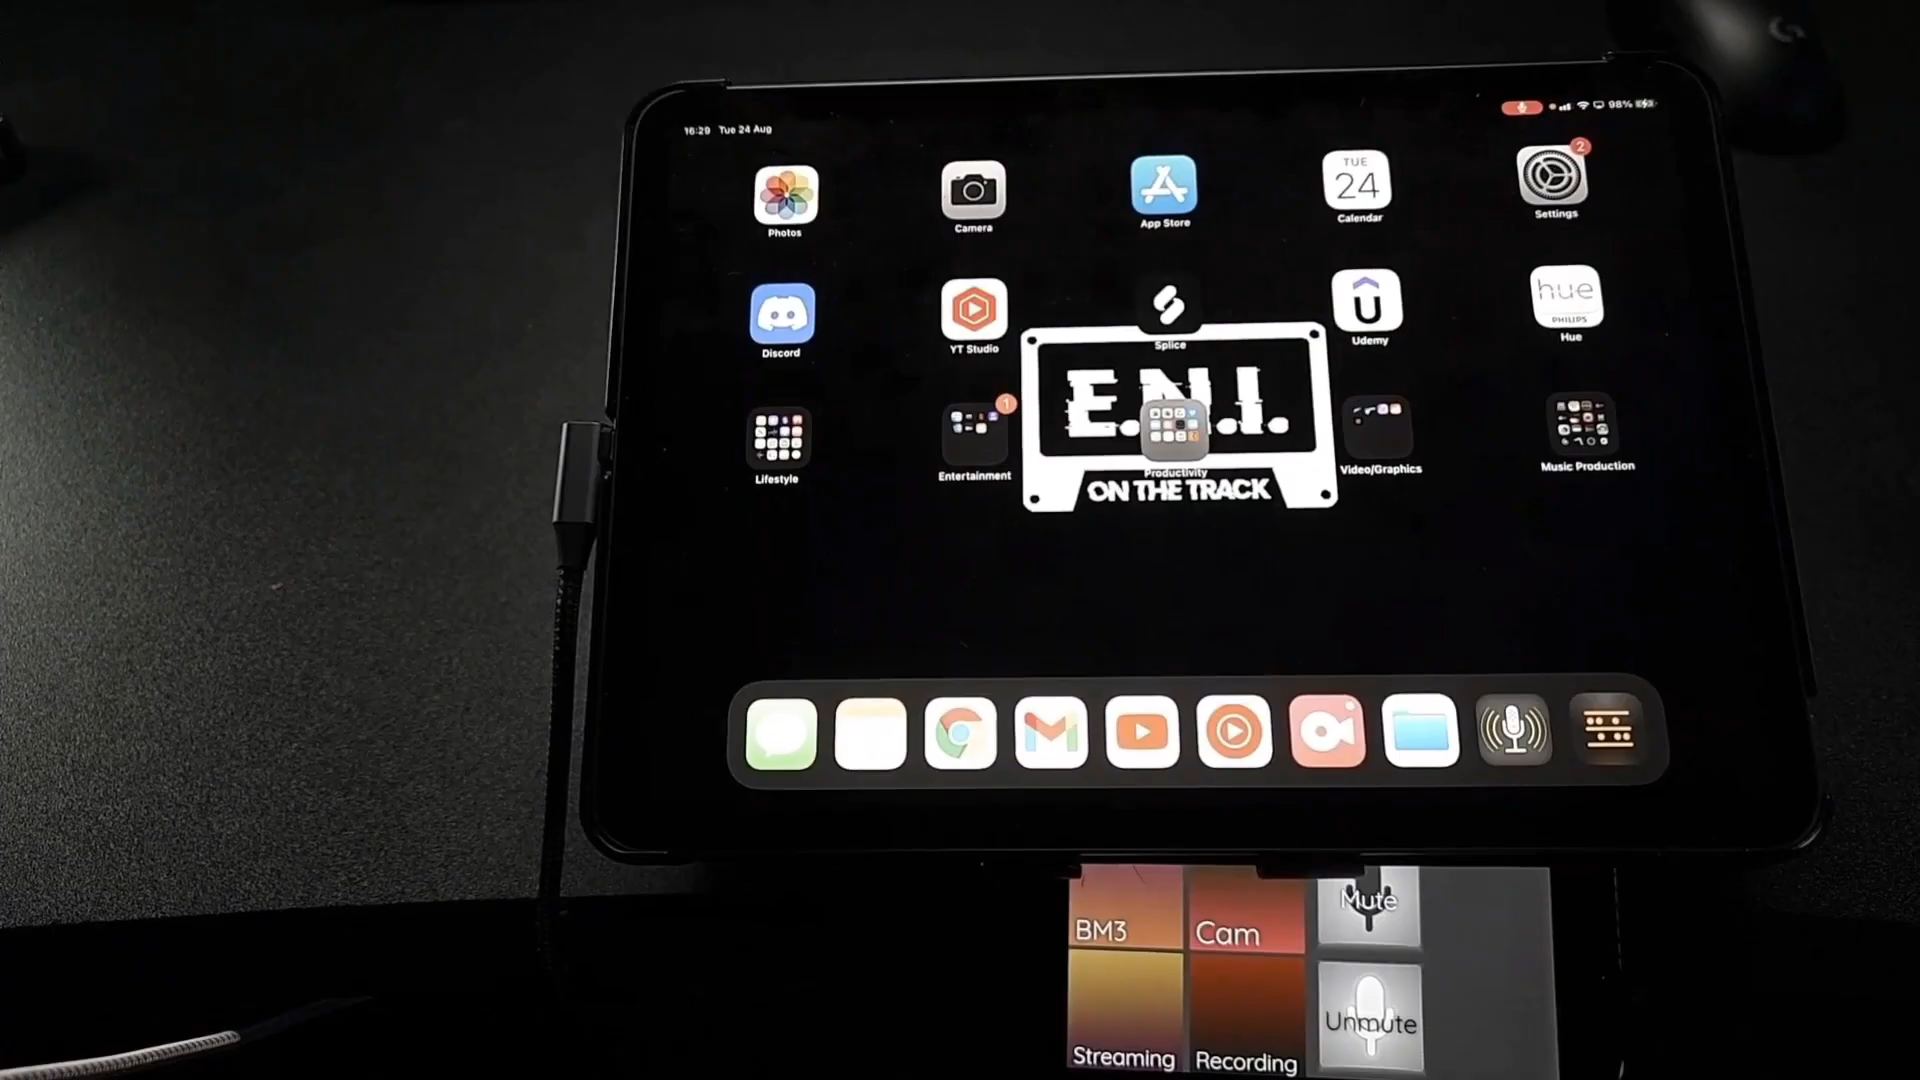 16:29 Tue 24 Aug
98%
Photos
Camera
App Store
TUE
24
Calendar
2
Settings
Discord
YT Studio
Splice
U
Udemy
hue
PHILIPS
Hue
E.N.I.
ON THE TRACK
Lifestyle
1
Entertainment
Productivity
Video/Graphics
Music Production
BM3
Cam
Mute
Streaming
Recording
Unmute